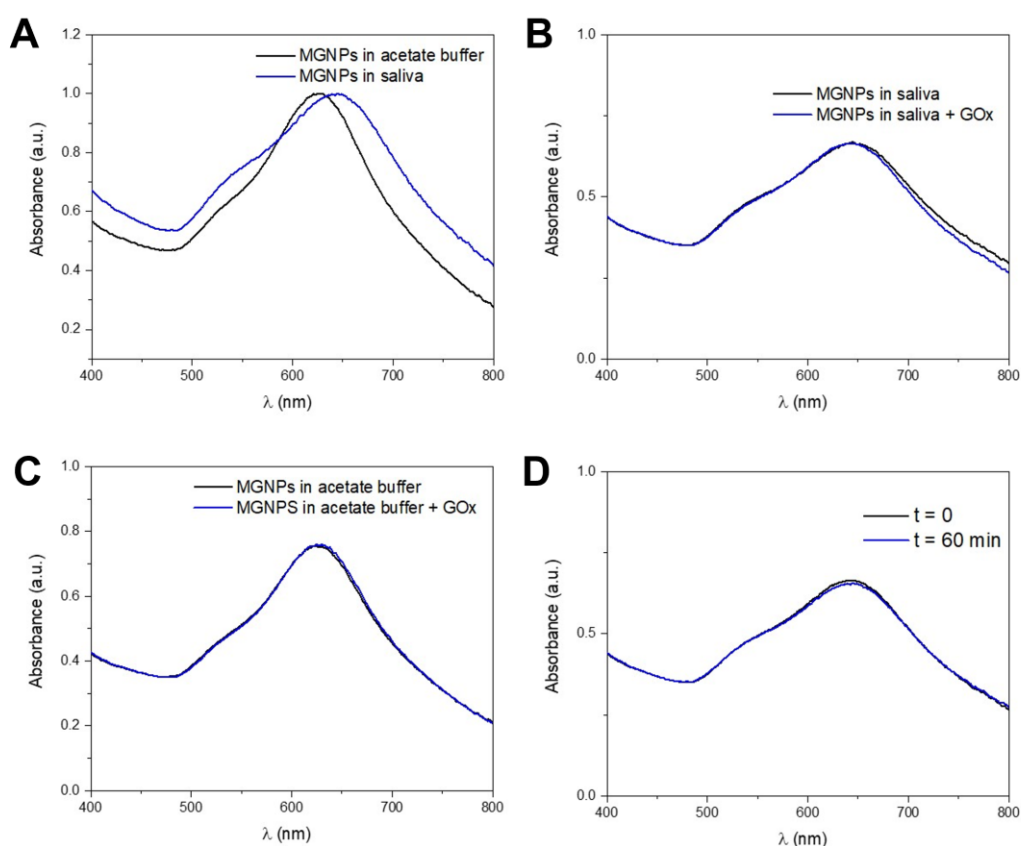 A
MGNPs in acetate buffer
MGNPs in saliva
Absorbance (a.u.)
1.2
1.0
0.8
0.6
0.4
0.2
400 500 600 700 800
λ (nm)
B
MGNPs in saliva
MGNPs in saliva + GOx
Absorbance (a.u.)
1.0
0.5
0.0
400 500 600 700 800
λ (nm)
C
MGNPs in acetate buffer
MGNPS in acetate buffer + GOx
Absorbance (a.u.)
1.0
0.8
0.6
0.4
0.2
0.0
400 500 600 700 800
λ (nm)
D
t = 0
t = 60 min
Absorbance (a.u.)
1.0
0.5
0.0
400 500 600 700 800
λ (nm)